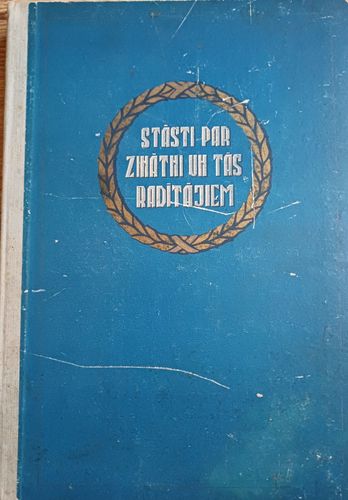 STĀSTI PAR
ZINĀTNI UN TĀS
RADĪTĀJIEM